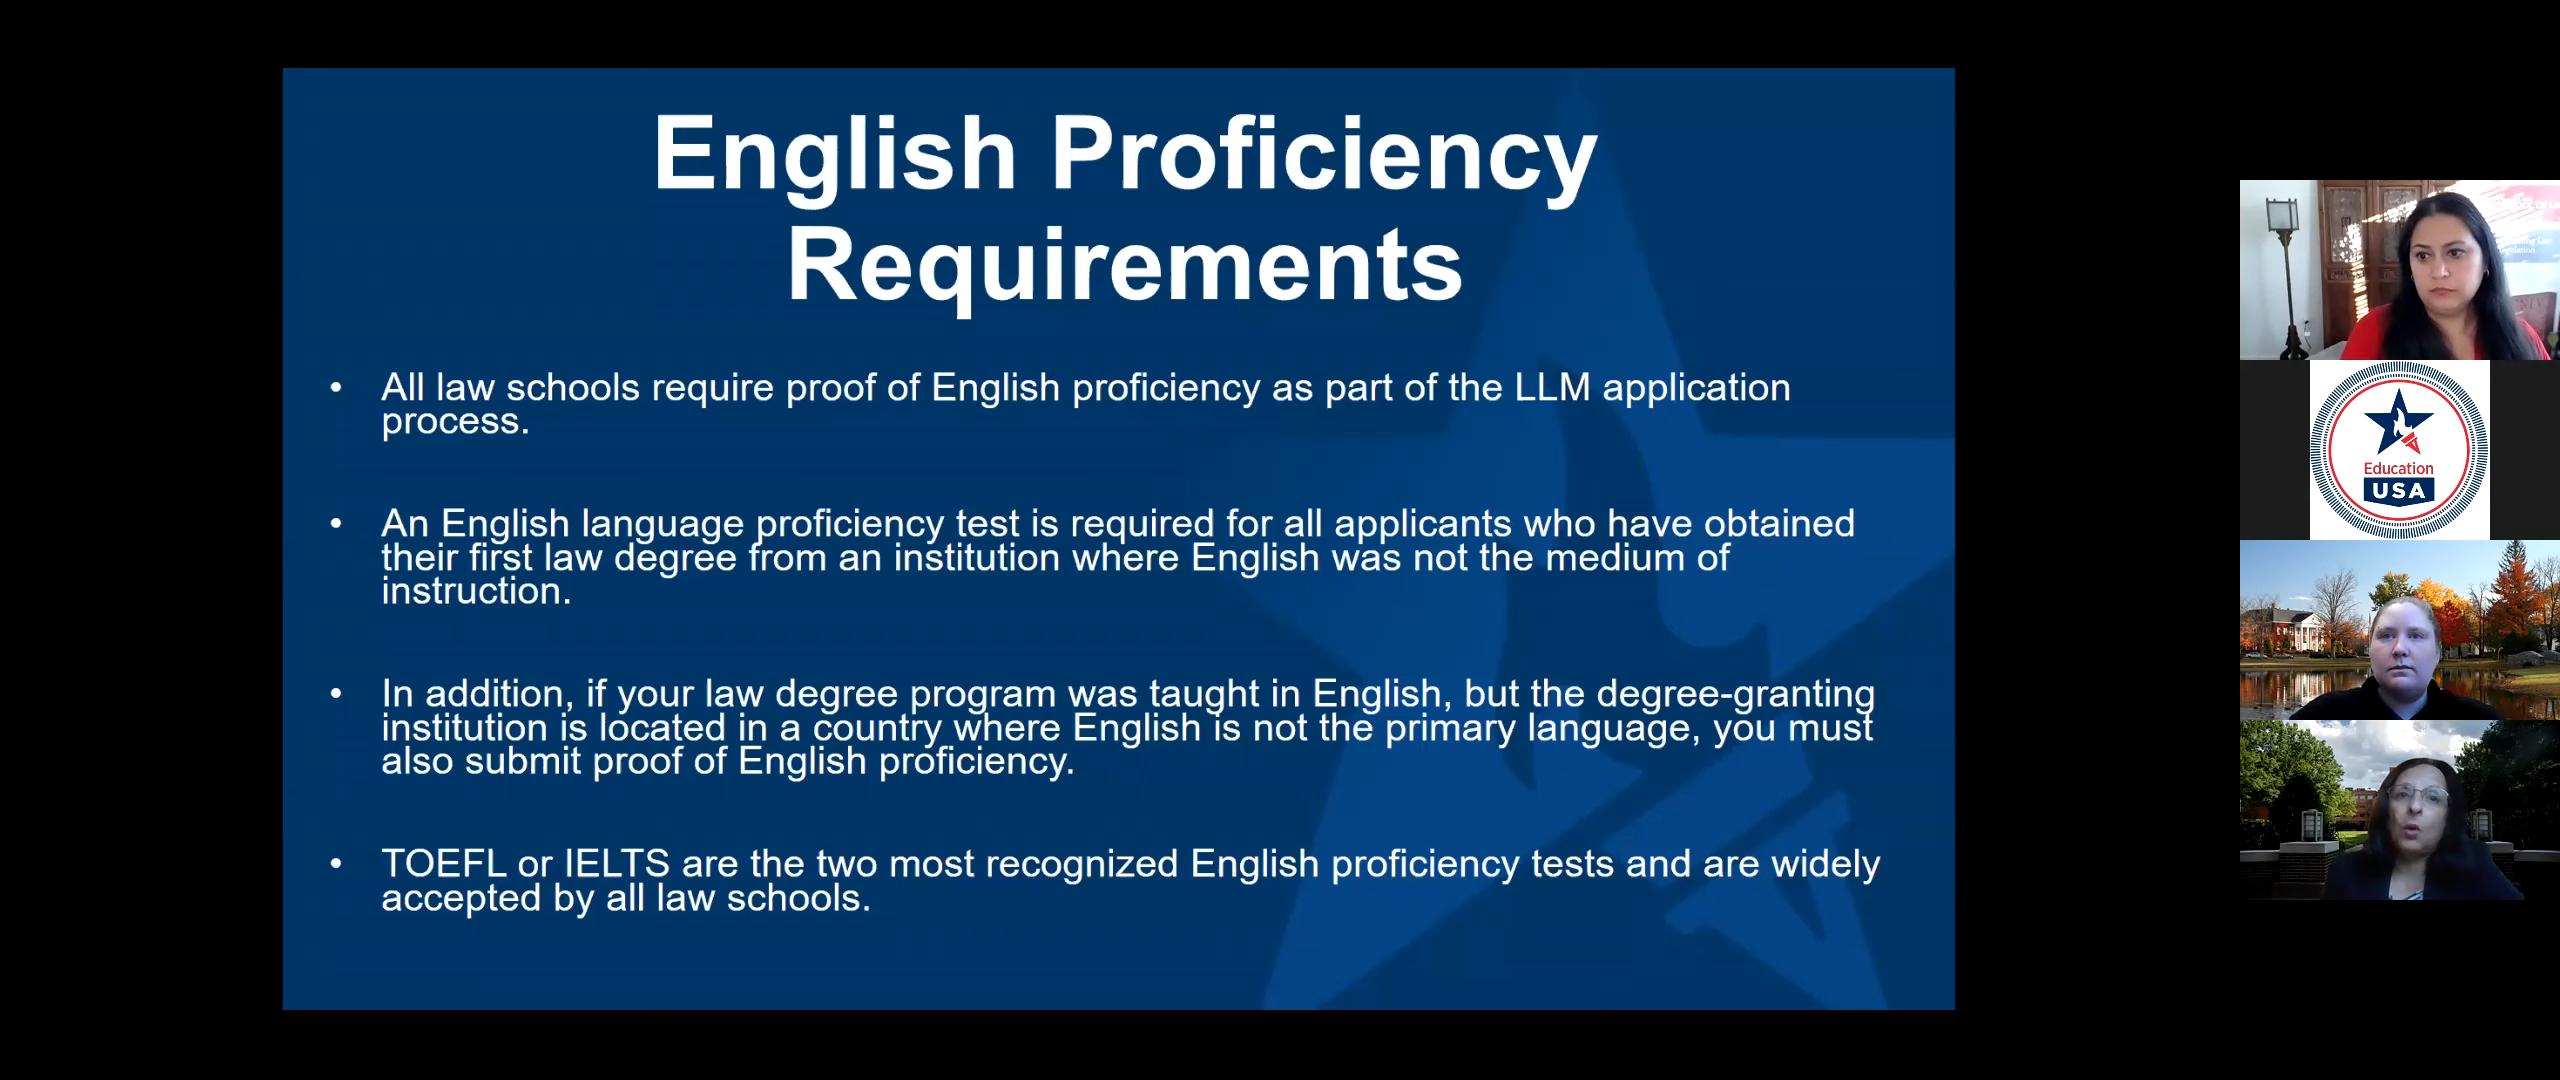 English Proficiency
Requirements
• All law schools require proof of English proficiency as part of the LLM application
process.
• An English language proficiency test is required for all applicants who have obtained
their first law degree from an institution where English was not the medium of
instruction.
• In addition, if your law degree program was taught in English, but the degree-granting
institution is located in a country where English is not the primary language, you must
also submit proof of English proficiency.
• TOEFL or IELTS are the two most recognized English proficiency tests and are widely
accepted by all law schools.
Education
USA